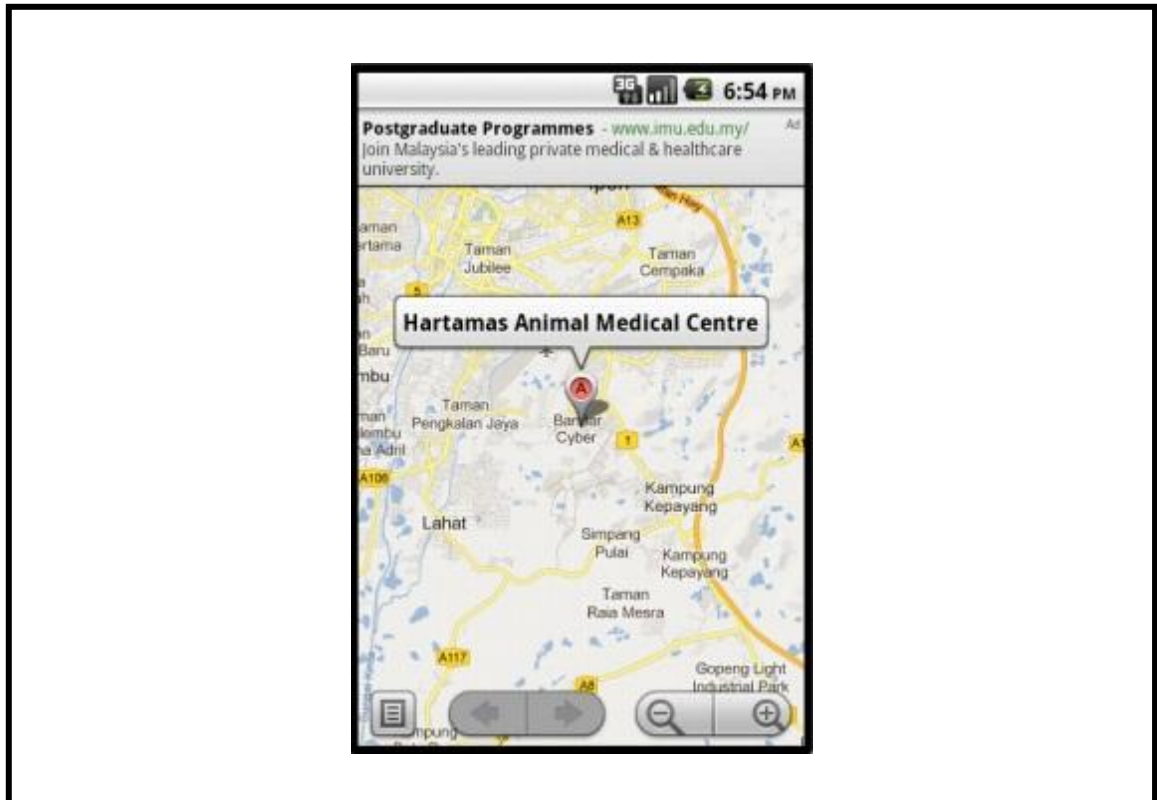 3G
6:54 PM
Postgraduate Programmes - www.imu.edu.my/
Ad
Join Malaysia's leading private medical & healthcare
university.
A13
Taman
Jubilee
Taman
Cempaka
5
Hartamas Animal Medical Centre
Baru
A
Taman
Pengkalan Jaya
Cyber
1
A106
Kampung
Kepayang
Lahat
Simpang
Pulai
Kampung
Kepayang
Taman
Raia Mesra
A117
A8
Gopeng Light
Industrial Park